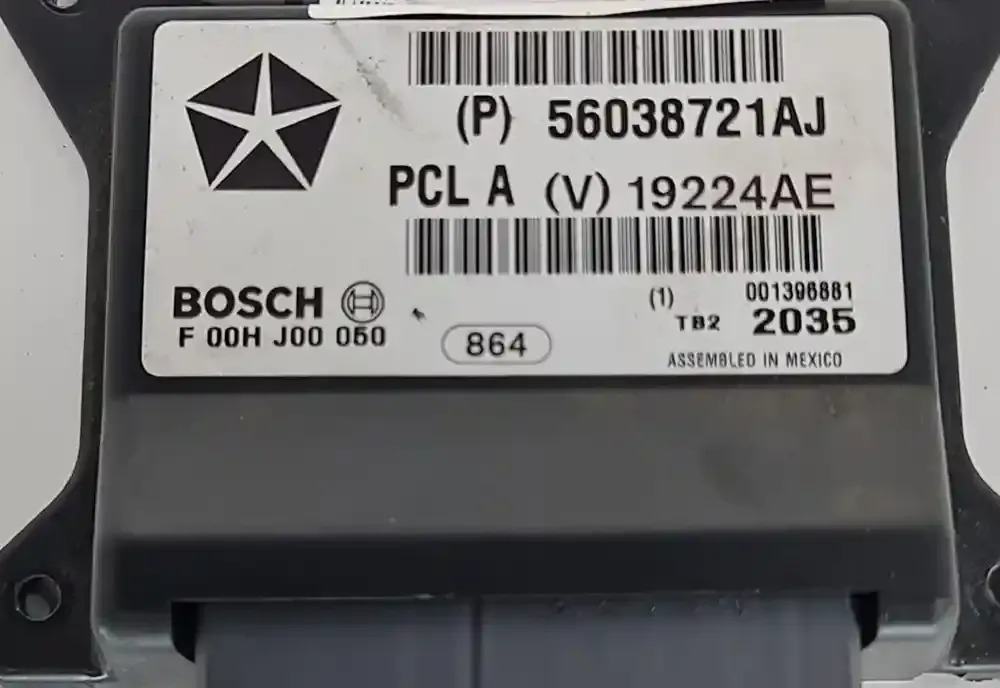 (P) 56038721AJ
PCL A (V) 19224AE
BOSCH
F 00H J00 050
864
(1) 001396881
TB2 2035
ASSEMBLED IN MEXICO